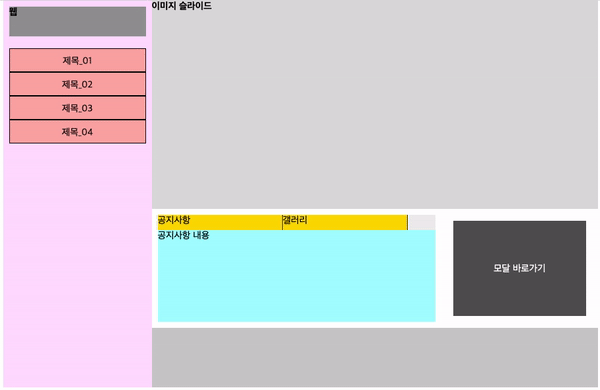 웹
이미지 슬라이드
제목_01
제목_02
제목_03
제목_04
공지사항
갤러리
공지사항 내용
모달 바로가기